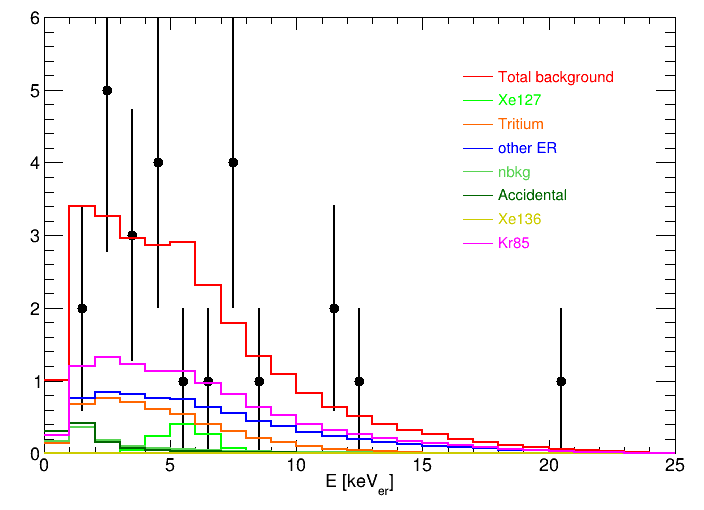 6
5
4
3
2
1
0
0 5 10 15 20 25
E [keVer]
Total background
Xe127
Tritium
other ER
nbkg
Accidental
Xe136
Kr85